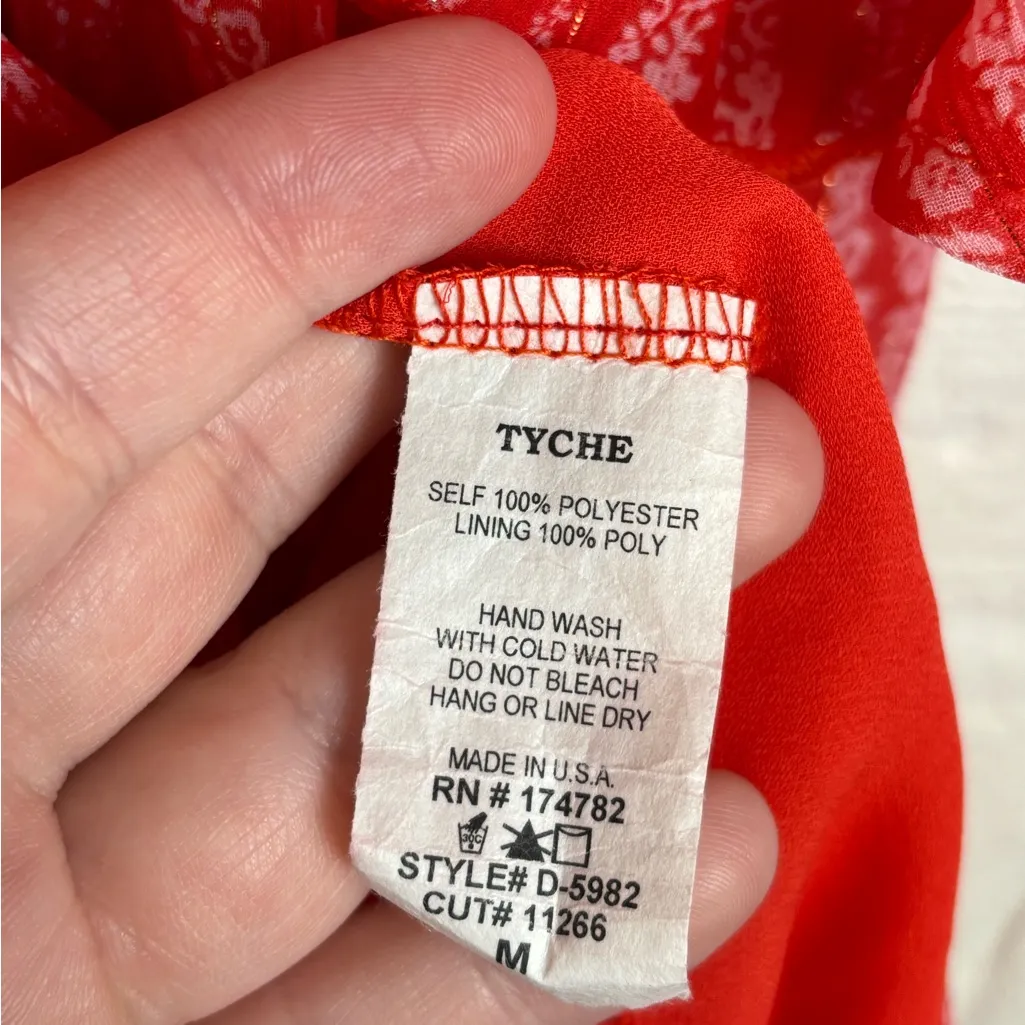 TYCHE
SELF 100% POLYESTER
LINING 100% POLY
HAND WASH
WITH COLD WATER
DO NOT BLEACH
HANG OR LINE DRY
MADE IN U.S.A.
RN # 174782
30C
STYLE# D-5982
CUT# 11266
M